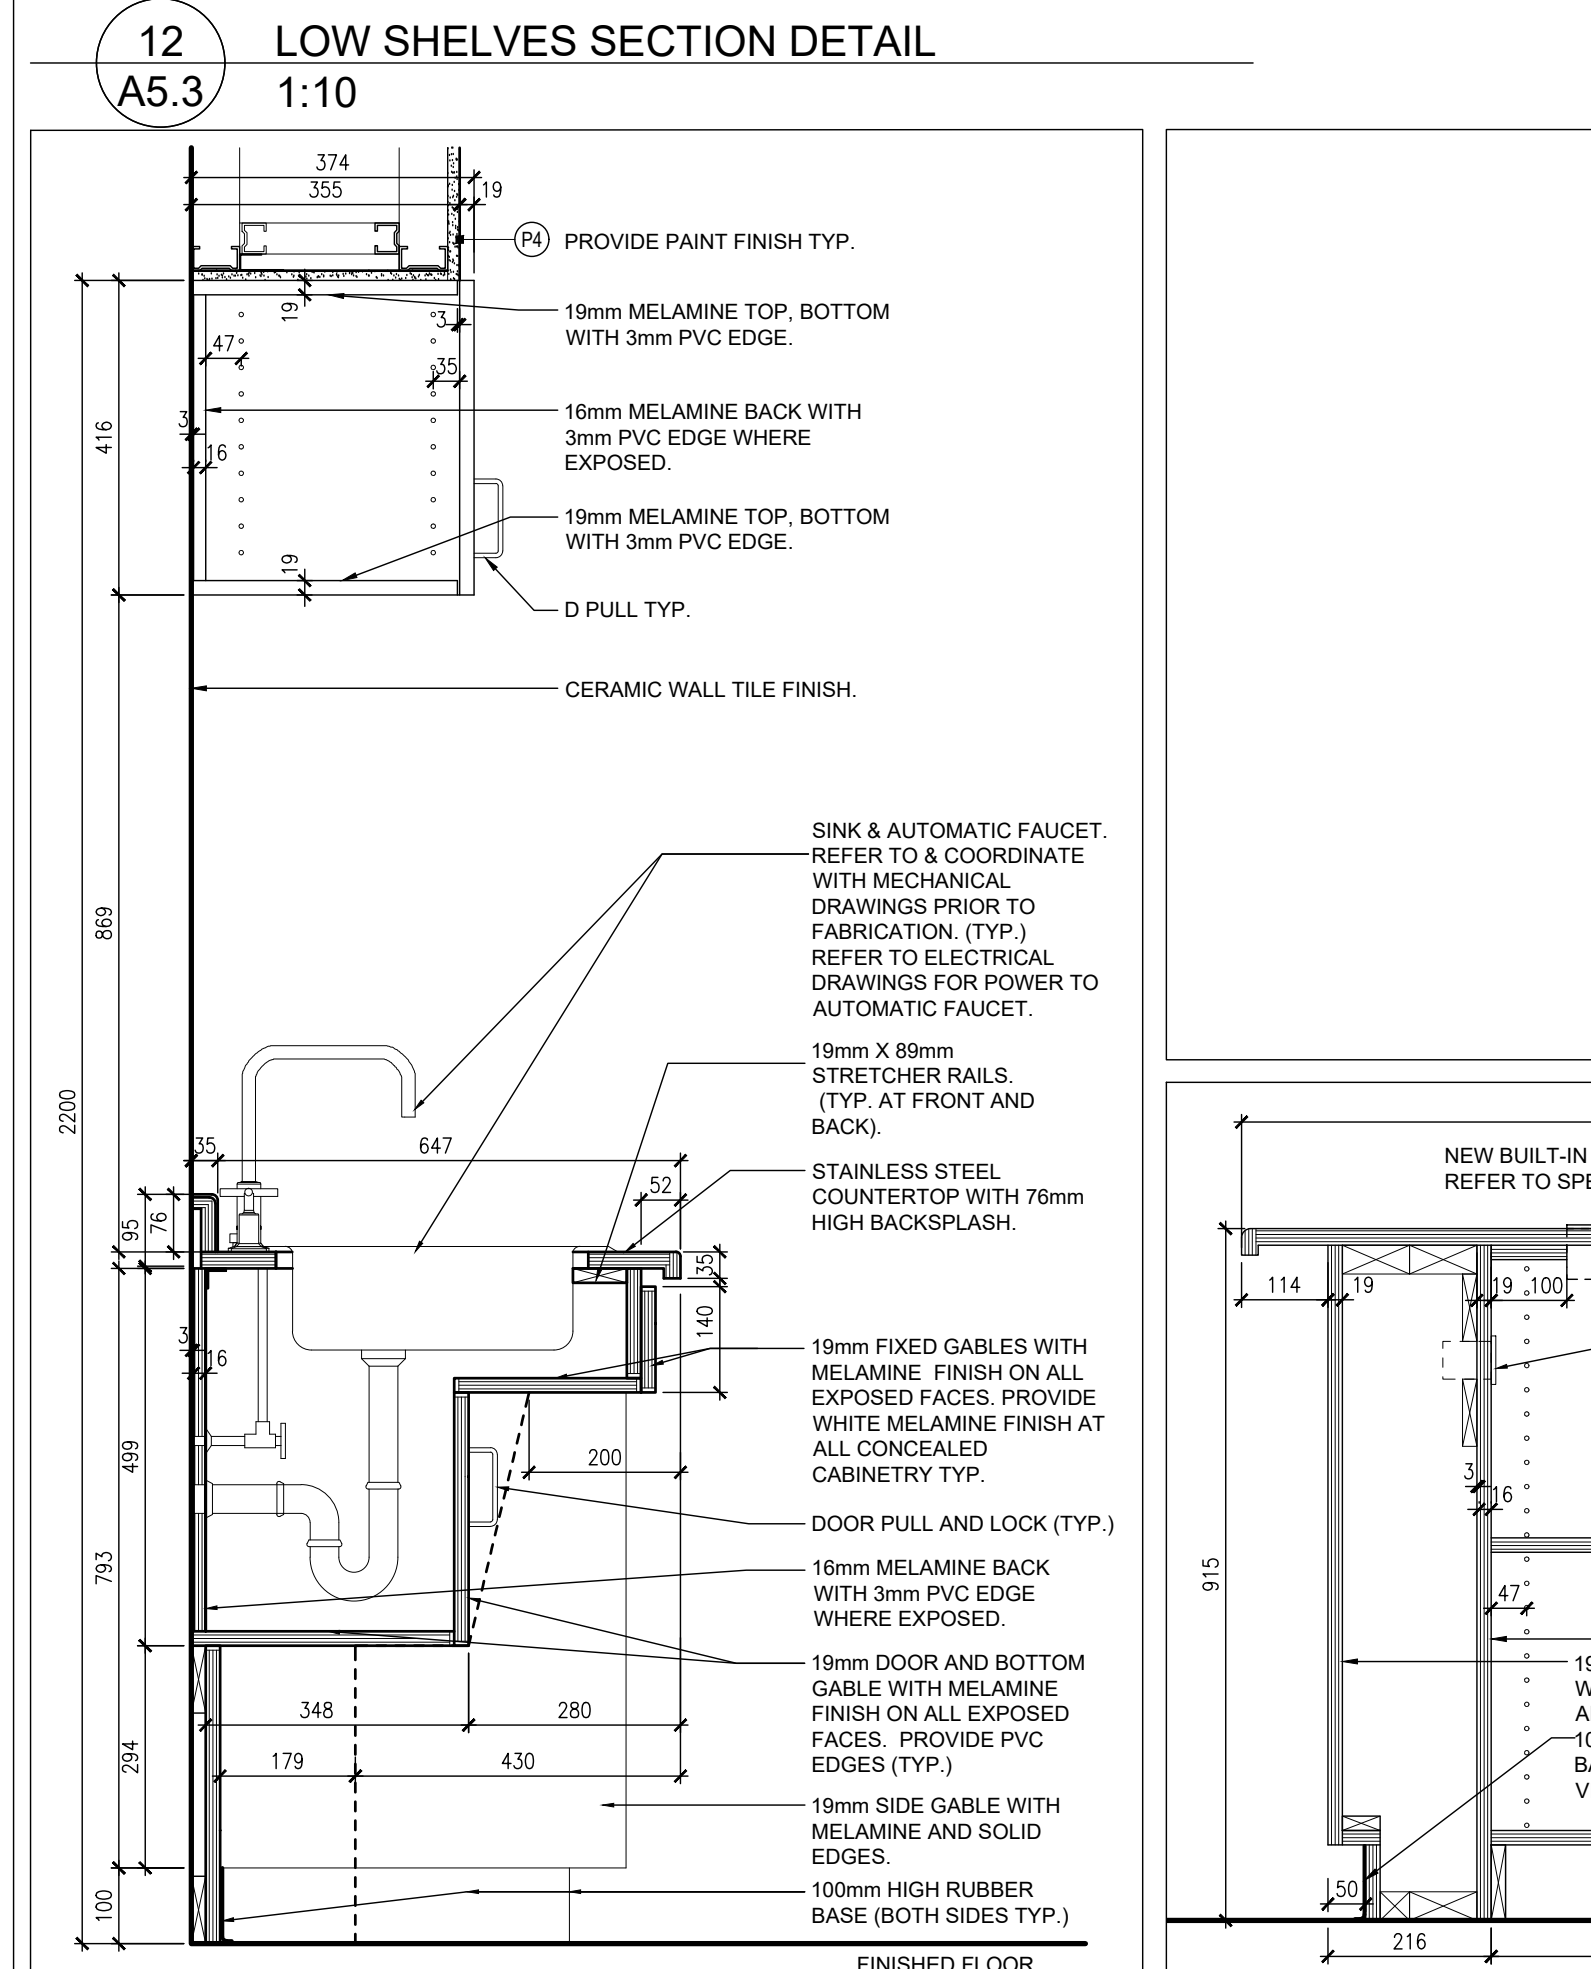 12
A5.3
LOW SHELVES SECTION DETAIL
1:10
374
355
19
P4
PROVIDE PAINT FINISH TYP.
19
3
19mm MELAMINE TOP, BOTTOM
WITH 3mm PVC EDGE.
47
35
3
16
416
16mm MELAMINE BACK WITH
3mm PVC EDGE WHERE
EXPOSED.
19mm MELAMINE TOP, BOTTOM
WITH 3mm PVC EDGE.
19
D PULL TYP.
CERAMIC WALL TILE FINISH.
869
2200
SINK & AUTOMATIC FAUCET.
REFER TO & COORDINATE
WITH MECHANICAL
DRAWINGS PRIOR TO
FABRICATION. (TYP.)
REFER TO ELECTRICAL
DRAWINGS FOR POWER TO
AUTOMATIC FAUCET.
19mm X 89mm
STRETCHER RAILS.
(TYP. AT FRONT AND
BACK).
35
647
52
STAINLESS STEEL
COUNTERTOP WITH 76mm
HIGH BACKSPLASH.
95
76
35
140
3
16
19mm FIXED GABLES WITH
MELAMINE FINISH ON ALL
EXPOSED FACES. PROVIDE
WHITE MELAMINE FINISH AT
ALL CONCEALED
CABINETRY TYP.
499
200
DOOR PULL AND LOCK (TYP.)
793
16mm MELAMINE BACK
WITH 3mm PVC EDGE
WHERE EXPOSED.
19mm DOOR AND BOTTOM
GABLE WITH MELAMINE
FINISH ON ALL EXPOSED
FACES. PROVIDE PVC
EDGES (TYP.)
348
280
294
179
430
19mm SIDE GABLE WITH
MELAMINE AND SOLID
EDGES.
100
100mm HIGH RUBBER
BASE (BOTH SIDES TYP.)
FINISHED FLOOR
NEW BUILT-IN
REFER TO SPE
114
19
19
100
3
16
915
47
19
W
A
10
BA
V
50
216